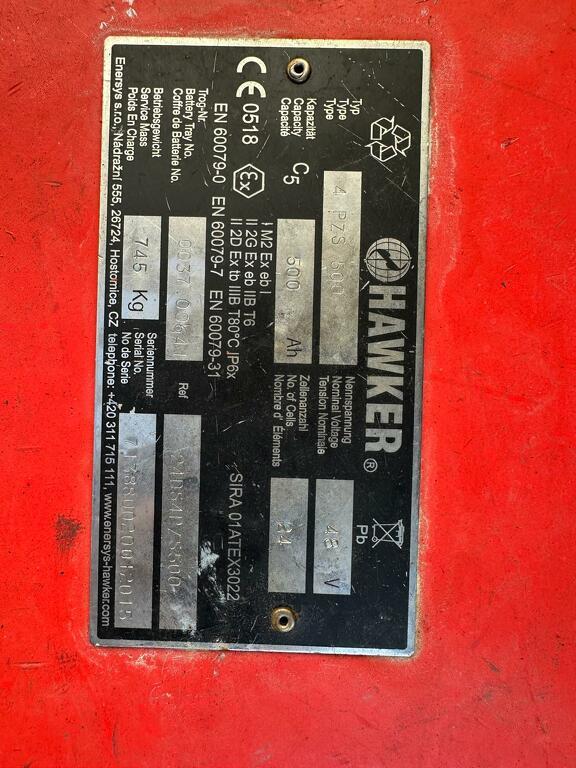 HAWKER®
Pb
Typ
Type
Type
4 PZS 500
Nennspannung
Nominal Voltage
Tension Nominale
48 V
Kapazität
Capacity
Capacité
C5
500 Ah
Zellenanzahl
No. of Cells
Nombre d' Éléments
24
CE 0518
Ex
I M2 Ex eb I
II 2G Ex eb IIB T6
II 2D Ex tb IIIB T80°C IP6x
SIRA 01ATEX3022
EN 60079-0 EN 60079-7 EN 60079-31
Trog-Nr.
Battery Tray No.
Coffre de Batterie No.
Ref
Betriebsgewicht
Service Mass
Poids En Charge
745 Kg
Seriennummer
Serial No.
No de Serie
Enersys s.r.o., Nádražní 555, 26724, Hostomice, CZ telephone: +420 311 715 111, www.enersys-hawker.com